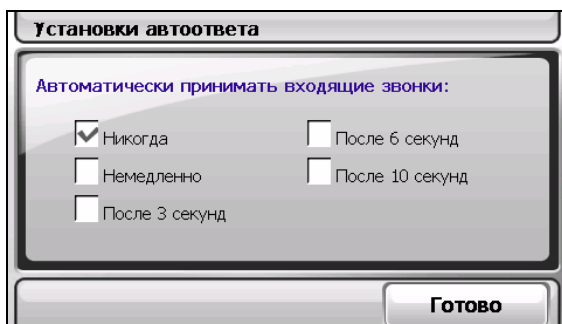 Установки автоответа
Автоматически принимать входящие звонки:
Никогда
После 6 секунд
Немедленно
После 10 секунд
После 3 секунд
Готово